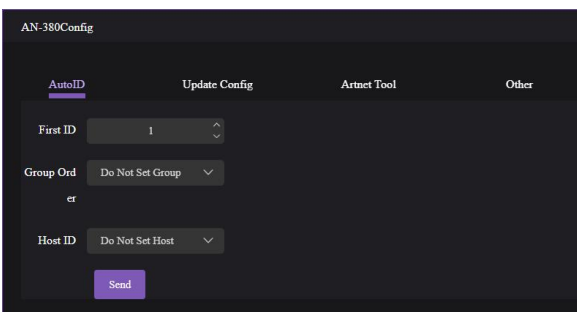 AN-380Config
AutoID Update Config Artnet Tool Other
First ID 1
Group Ord Do Not Set Group
er
Host ID Do Not Set Host
Send